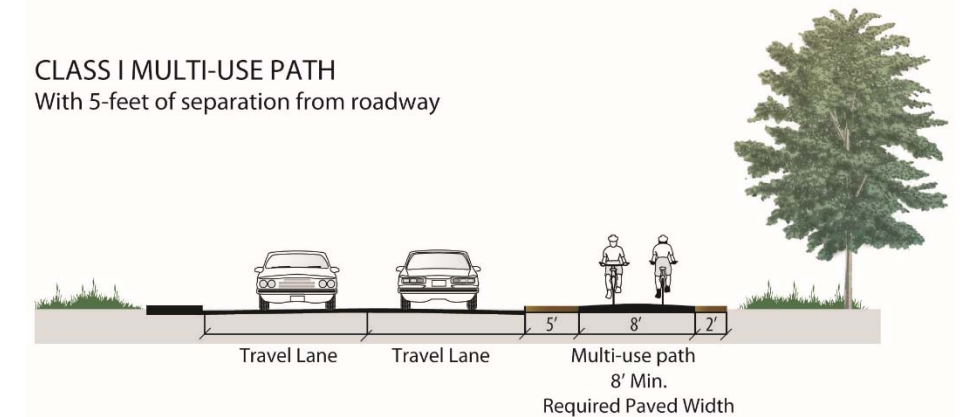 CLASS I MULTI-USE PATH
With 5-feet of separation from roadway
5' 8' 2'
Travel Lane Travel Lane Multi-use path
8' Min.
Required Paved Width